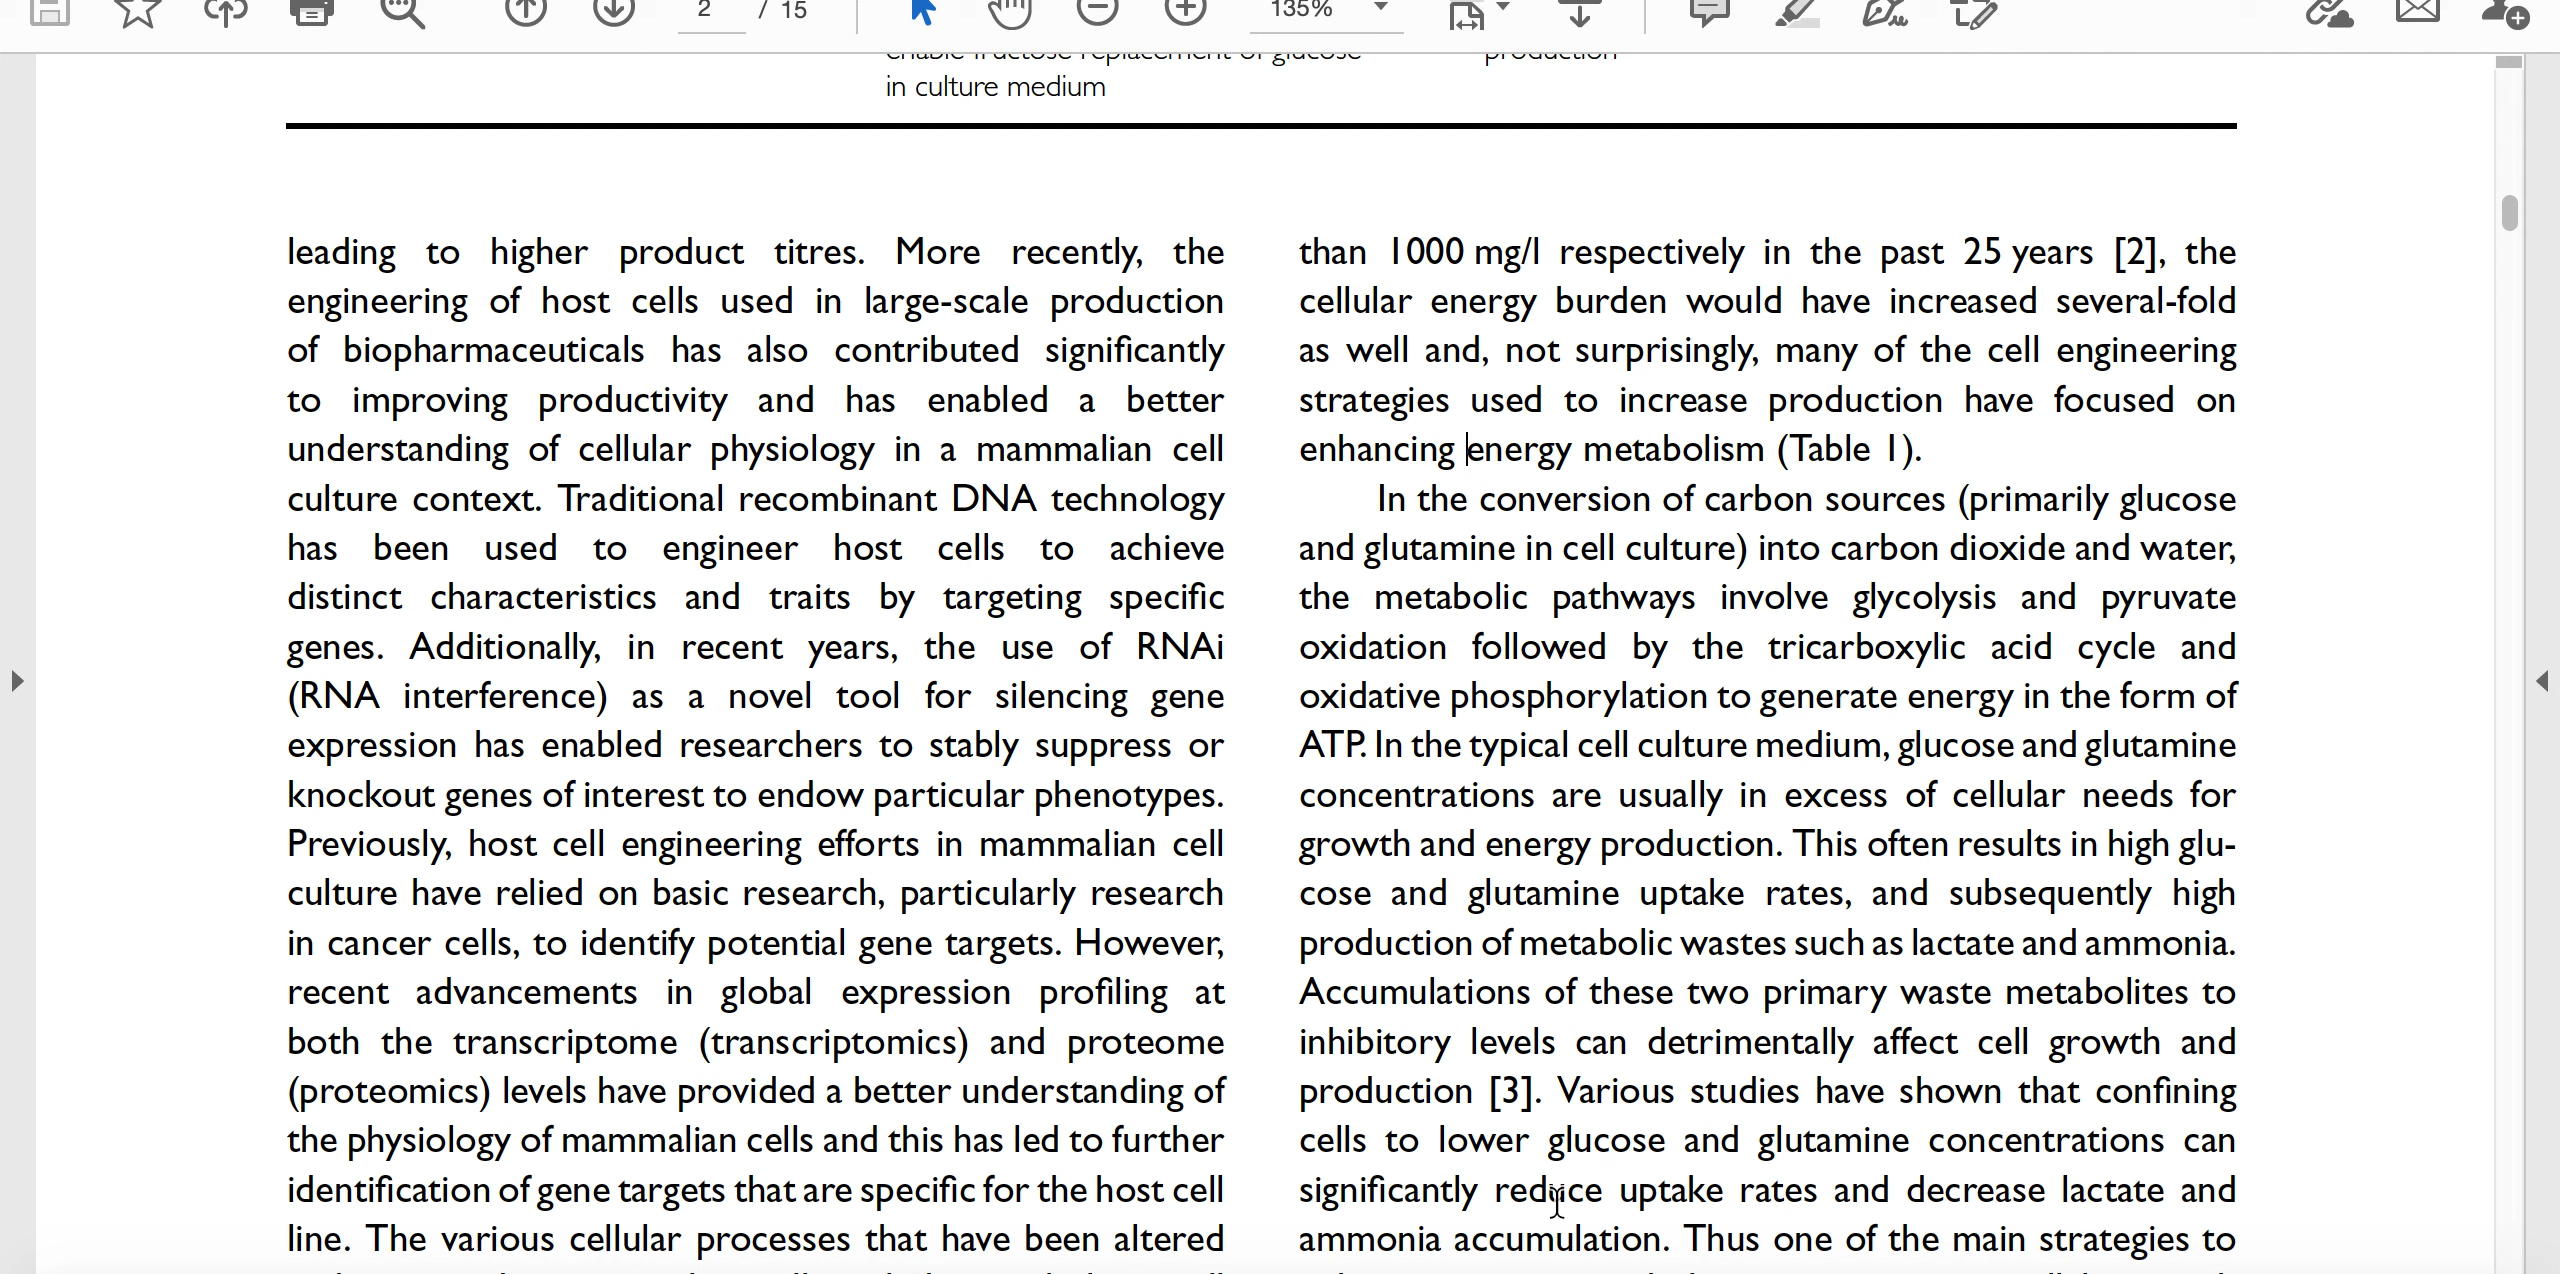 2 / 15
135%
enable fructose replacement of glucose
production
in culture medium
leading to higher product titres. More recently, the
engineering of host cells used in large-scale production
of biopharmaceuticals has also contributed significantly
to improving productivity and has enabled a better
understanding of cellular physiology in a mammalian cell
culture context. Traditional recombinant DNA technology
has been used to engineer host cells to achieve
distinct characteristics and traits by targeting specific
genes. Additionally, in recent years, the use of RNAi
(RNA interference) as a novel tool for silencing gene
expression has enabled researchers to stably suppress or
knockout genes of interest to endow particular phenotypes.
Previously, host cell engineering efforts in mammalian cell
culture have relied on basic research, particularly research
in cancer cells, to identify potential gene targets. However,
recent advancements in global expression profiling at
both the transcriptome (transcriptomics) and proteome
(proteomics) levels have provided a better understanding of
the physiology of mammalian cells and this has led to further
identification of gene targets that are specific for the host cell
line. The various cellular processes that have been altered
than 1000 mg/l respectively in the past 25 years [2], the
cellular energy burden would have increased several-fold
as well and, not surprisingly, many of the cell engineering
strategies used to increase production have focused on
enhancing energy metabolism (Table 1).
In the conversion of carbon sources (primarily glucose
and glutamine in cell culture) into carbon dioxide and water,
the metabolic pathways involve glycolysis and pyruvate
oxidation followed by the tricarboxylic acid cycle and
oxidative phosphorylation to generate energy in the form of
ATP. In the typical cell culture medium, glucose and glutamine
concentrations are usually in excess of cellular needs for
growth and energy production. This often results in high glu-
cose and glutamine uptake rates, and subsequently high
production of metabolic wastes such as lactate and ammonia.
Accumulations of these two primary waste metabolites to
inhibitory levels can detrimentally affect cell growth and
production [3]. Various studies have shown that confining
cells to lower glucose and glutamine concentrations can
significantly reduce uptake rates and decrease lactate and
ammonia accumulation. Thus one of the main strategies to